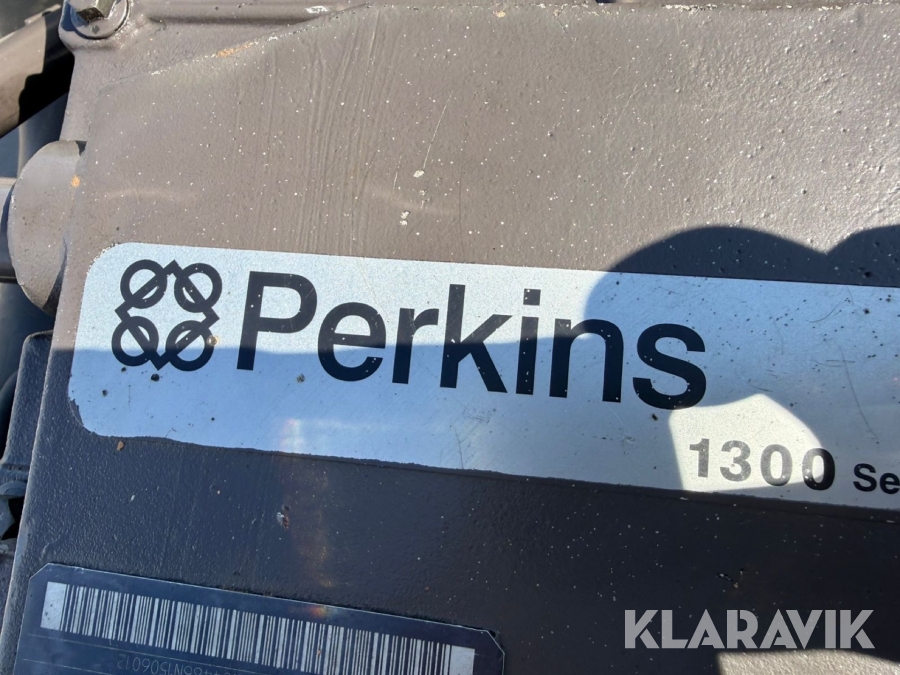 Perkins
1300 Se
KLARAVIK